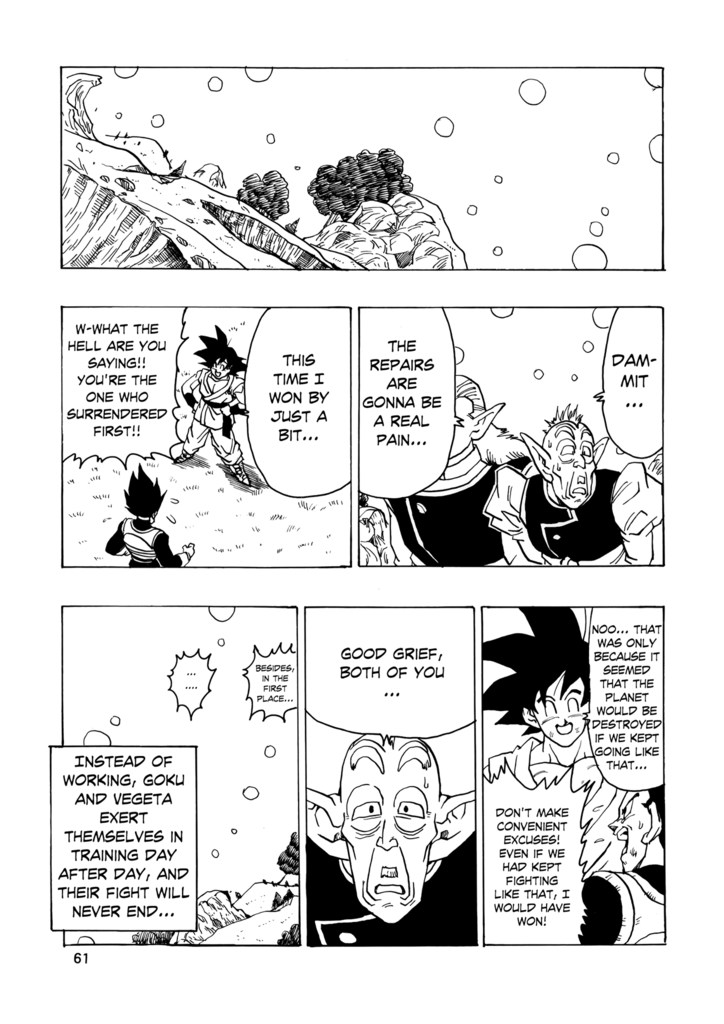 DAM-
MIT
...
THE
REPAIRS
ARE
GONNA BE
A REAL
PAIN...
THIS
TIME I
WON BY
JUST A
BIT...
W-WHAT THE
HELL ARE YOU
SAYING!!
YOU'RE THE
ONE WHO
SURRENDERED
FIRST!!
NOO... THAT
WAS ONLY
BECAUSE IT
SEEMED
THAT THE
PLANET
WOULD BE
DESTROYED
IF WE KEPT
GOING LIKE
THAT...
DON'T MAKE
CONVENIENT
EXCUSES!
EVEN IF WE
HAD KEPT
FIGHTING
LIKE THAT, I
WOULD HAVE
WON!
GOOD GRIEF,
BOTH OF YOU
...
BESIDES,
IN THE
FIRST
PLACE...
...
....
INSTEAD OF
WORKING, GOKU
AND VEGETA
EXERT
THEMSELVES IN
TRAINING DAY
AFTER DAY, AND
THEIR FIGHT WILL
NEVER END...
61